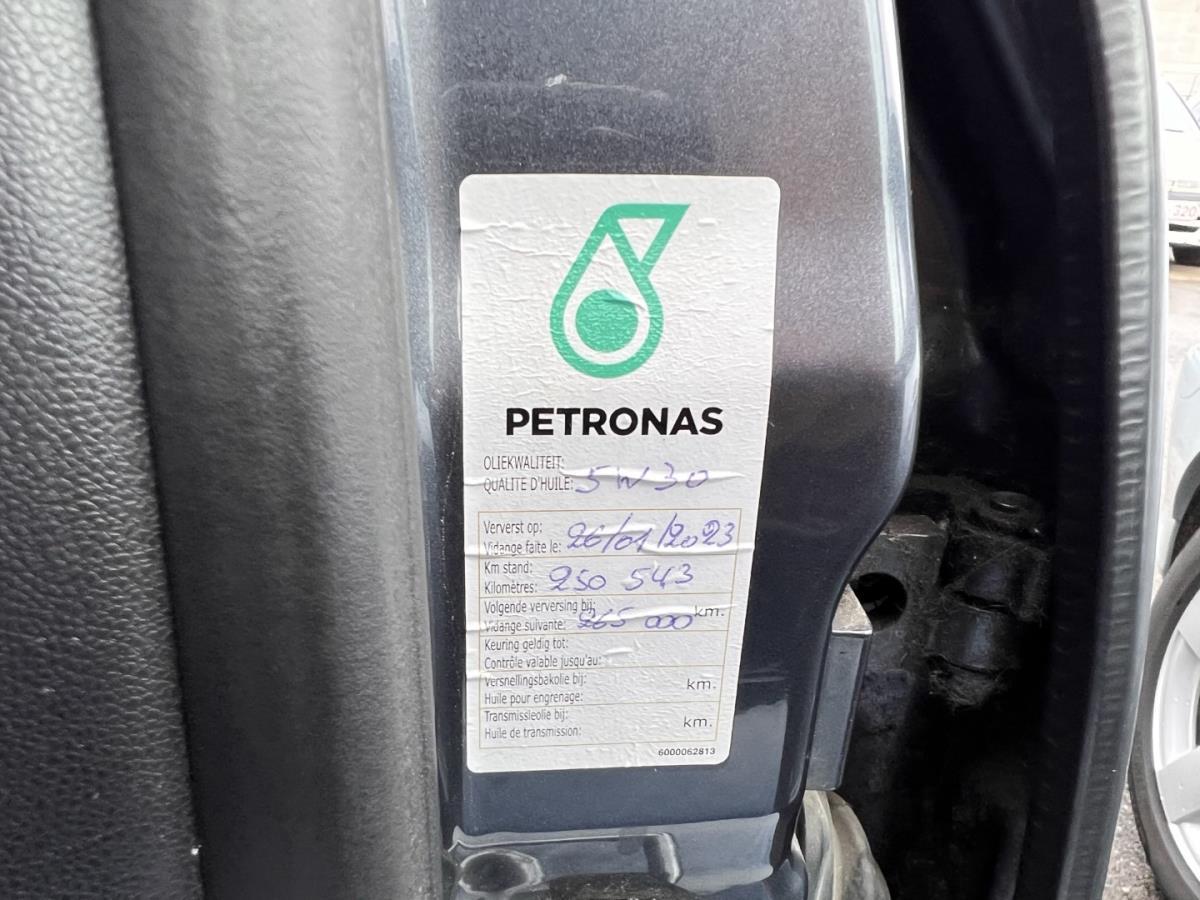 PETRONAS
OLIEKWALITEIT:
QUALITE D'HUILE: 5W30
Ververst op:
Vidange faite le: 26/01/2023
Km stand:
Kilomètres: 250 543
Volgende verversing bij:
Vidange suivante: 265 000 km.
Keuring geldig tot:
Contrôle valable jusqu'au:
Versnellingsbakolie bij:
Huile pour engrenage: km.
Transmissieolie bij:
Huile de transmission: km.
6000062813
320